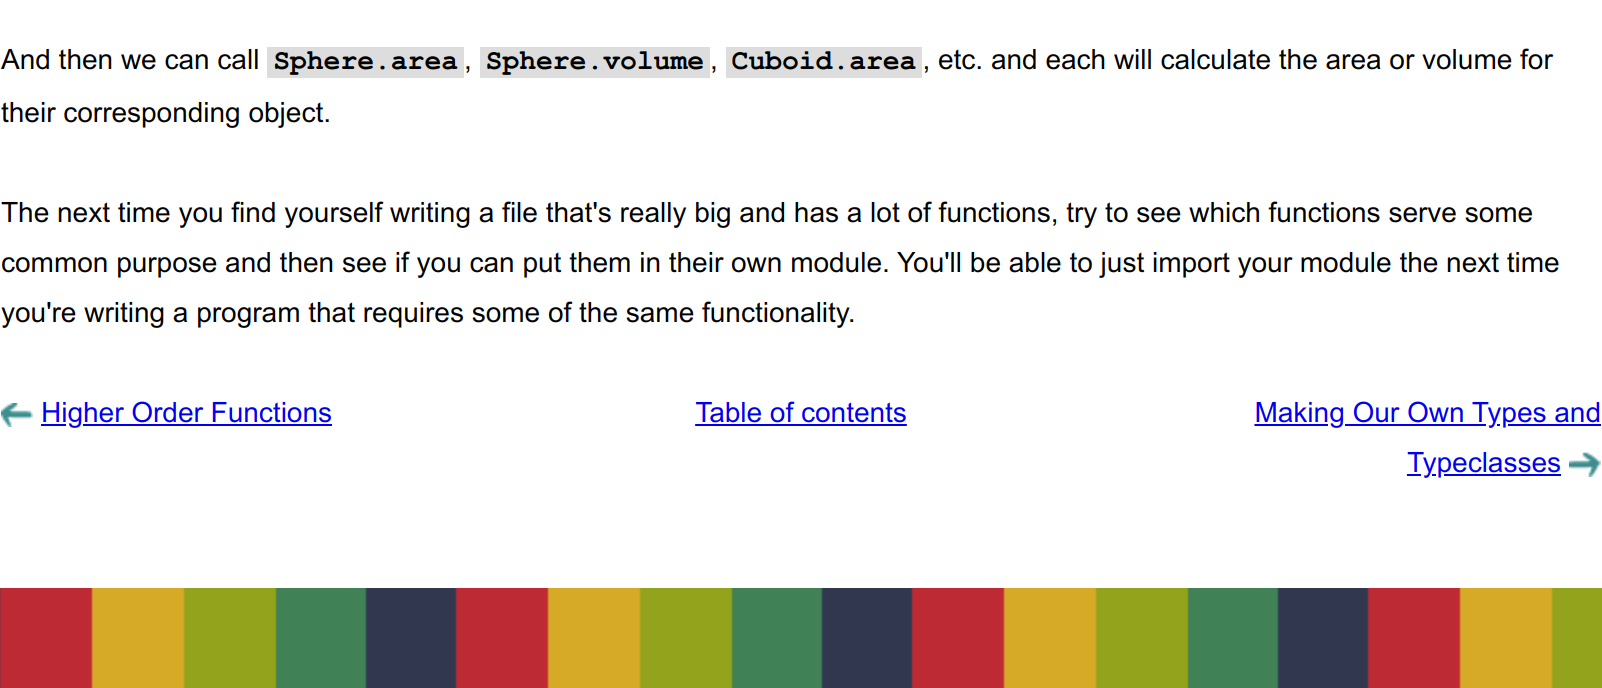 And then we can call Sphere.area, Sphere.volume, Cuboid.area, etc. and each will calculate the area or volume for
their corresponding object.
The next time you find yourself writing a file that's really big and has a lot of functions, try to see which functions serve some
common purpose and then see if you can put them in their own module. You'll be able to just import your module the next time
you're writing a program that requires some of the same functionality.
Higher Order Functions
Table of contents
Making Our Own Types and
Typeclasses